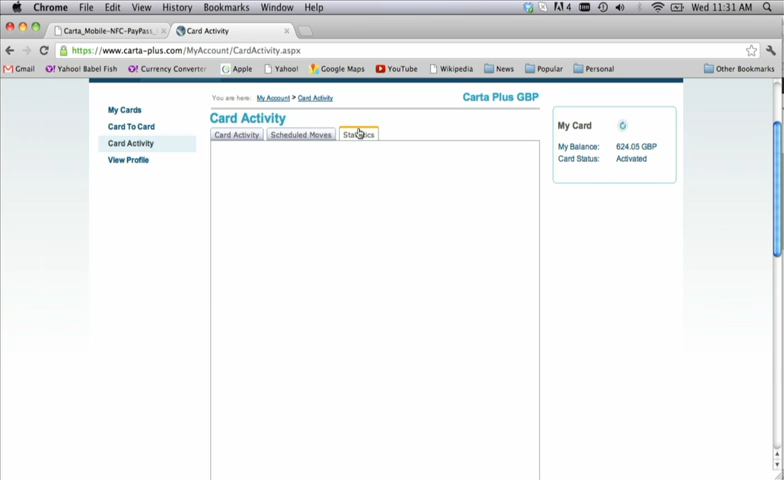 Chrome File Edit View History Bookmarks Window Help 4 Wed 11:31 AM
Carta_Mobile-NFC-PayPass_ Card Activity
https://www.carta-plus.com/MyAccount/CardActivity.aspx
Gmail Yahoo! Babel Fish Currency Converter Apple Yahoo! Google Maps YouTube Wikipedia News Popular Personal Other Bookmarks
You are here: My Account > Card Activity Carta Plus GBP
My Cards
Card To Card
Card Activity
View Profile
Card Activity
Card Activity Scheduled Moves Statistics
My Card
My Balance: 624.05 GBP
Card Status: Activated